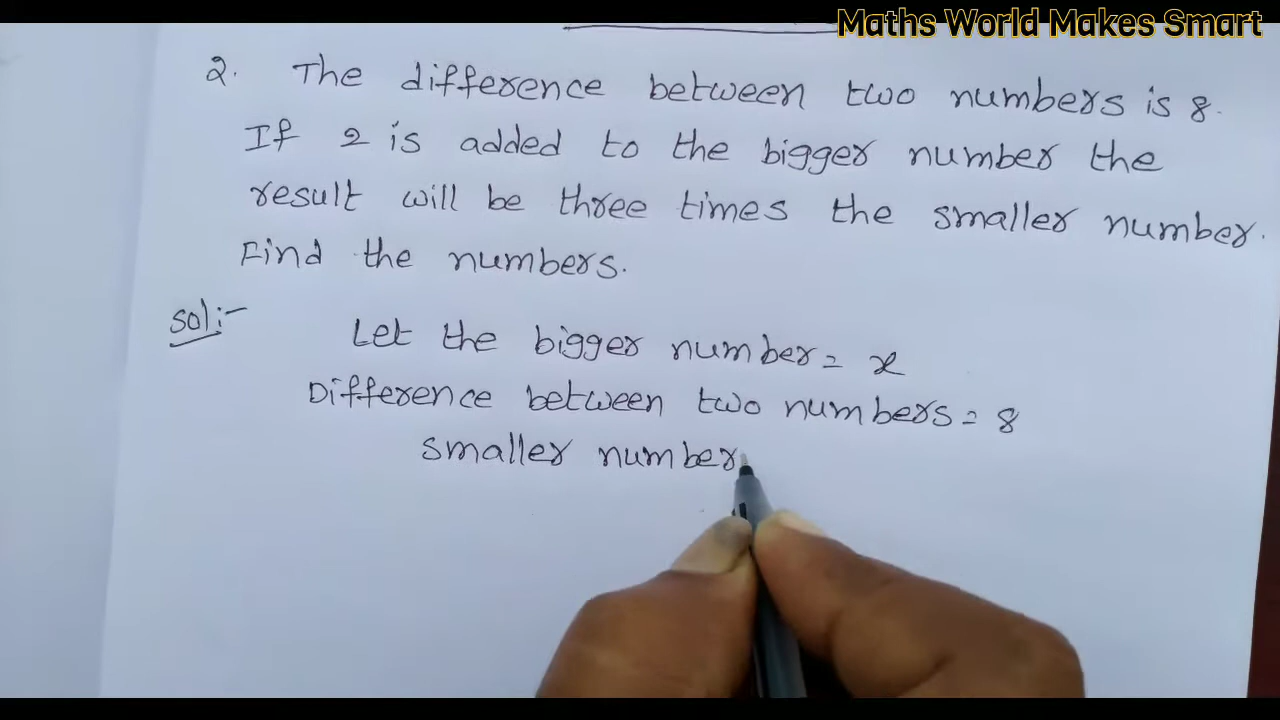 Maths World Makes Smart
2. The difference between two numbers is 8.
If 2 is added to the bigger number the
result will be three times the smaller number.
Find the numbers.
Sol:-
Let the bigger number = x
Difference between two numbers = 8
smaller number